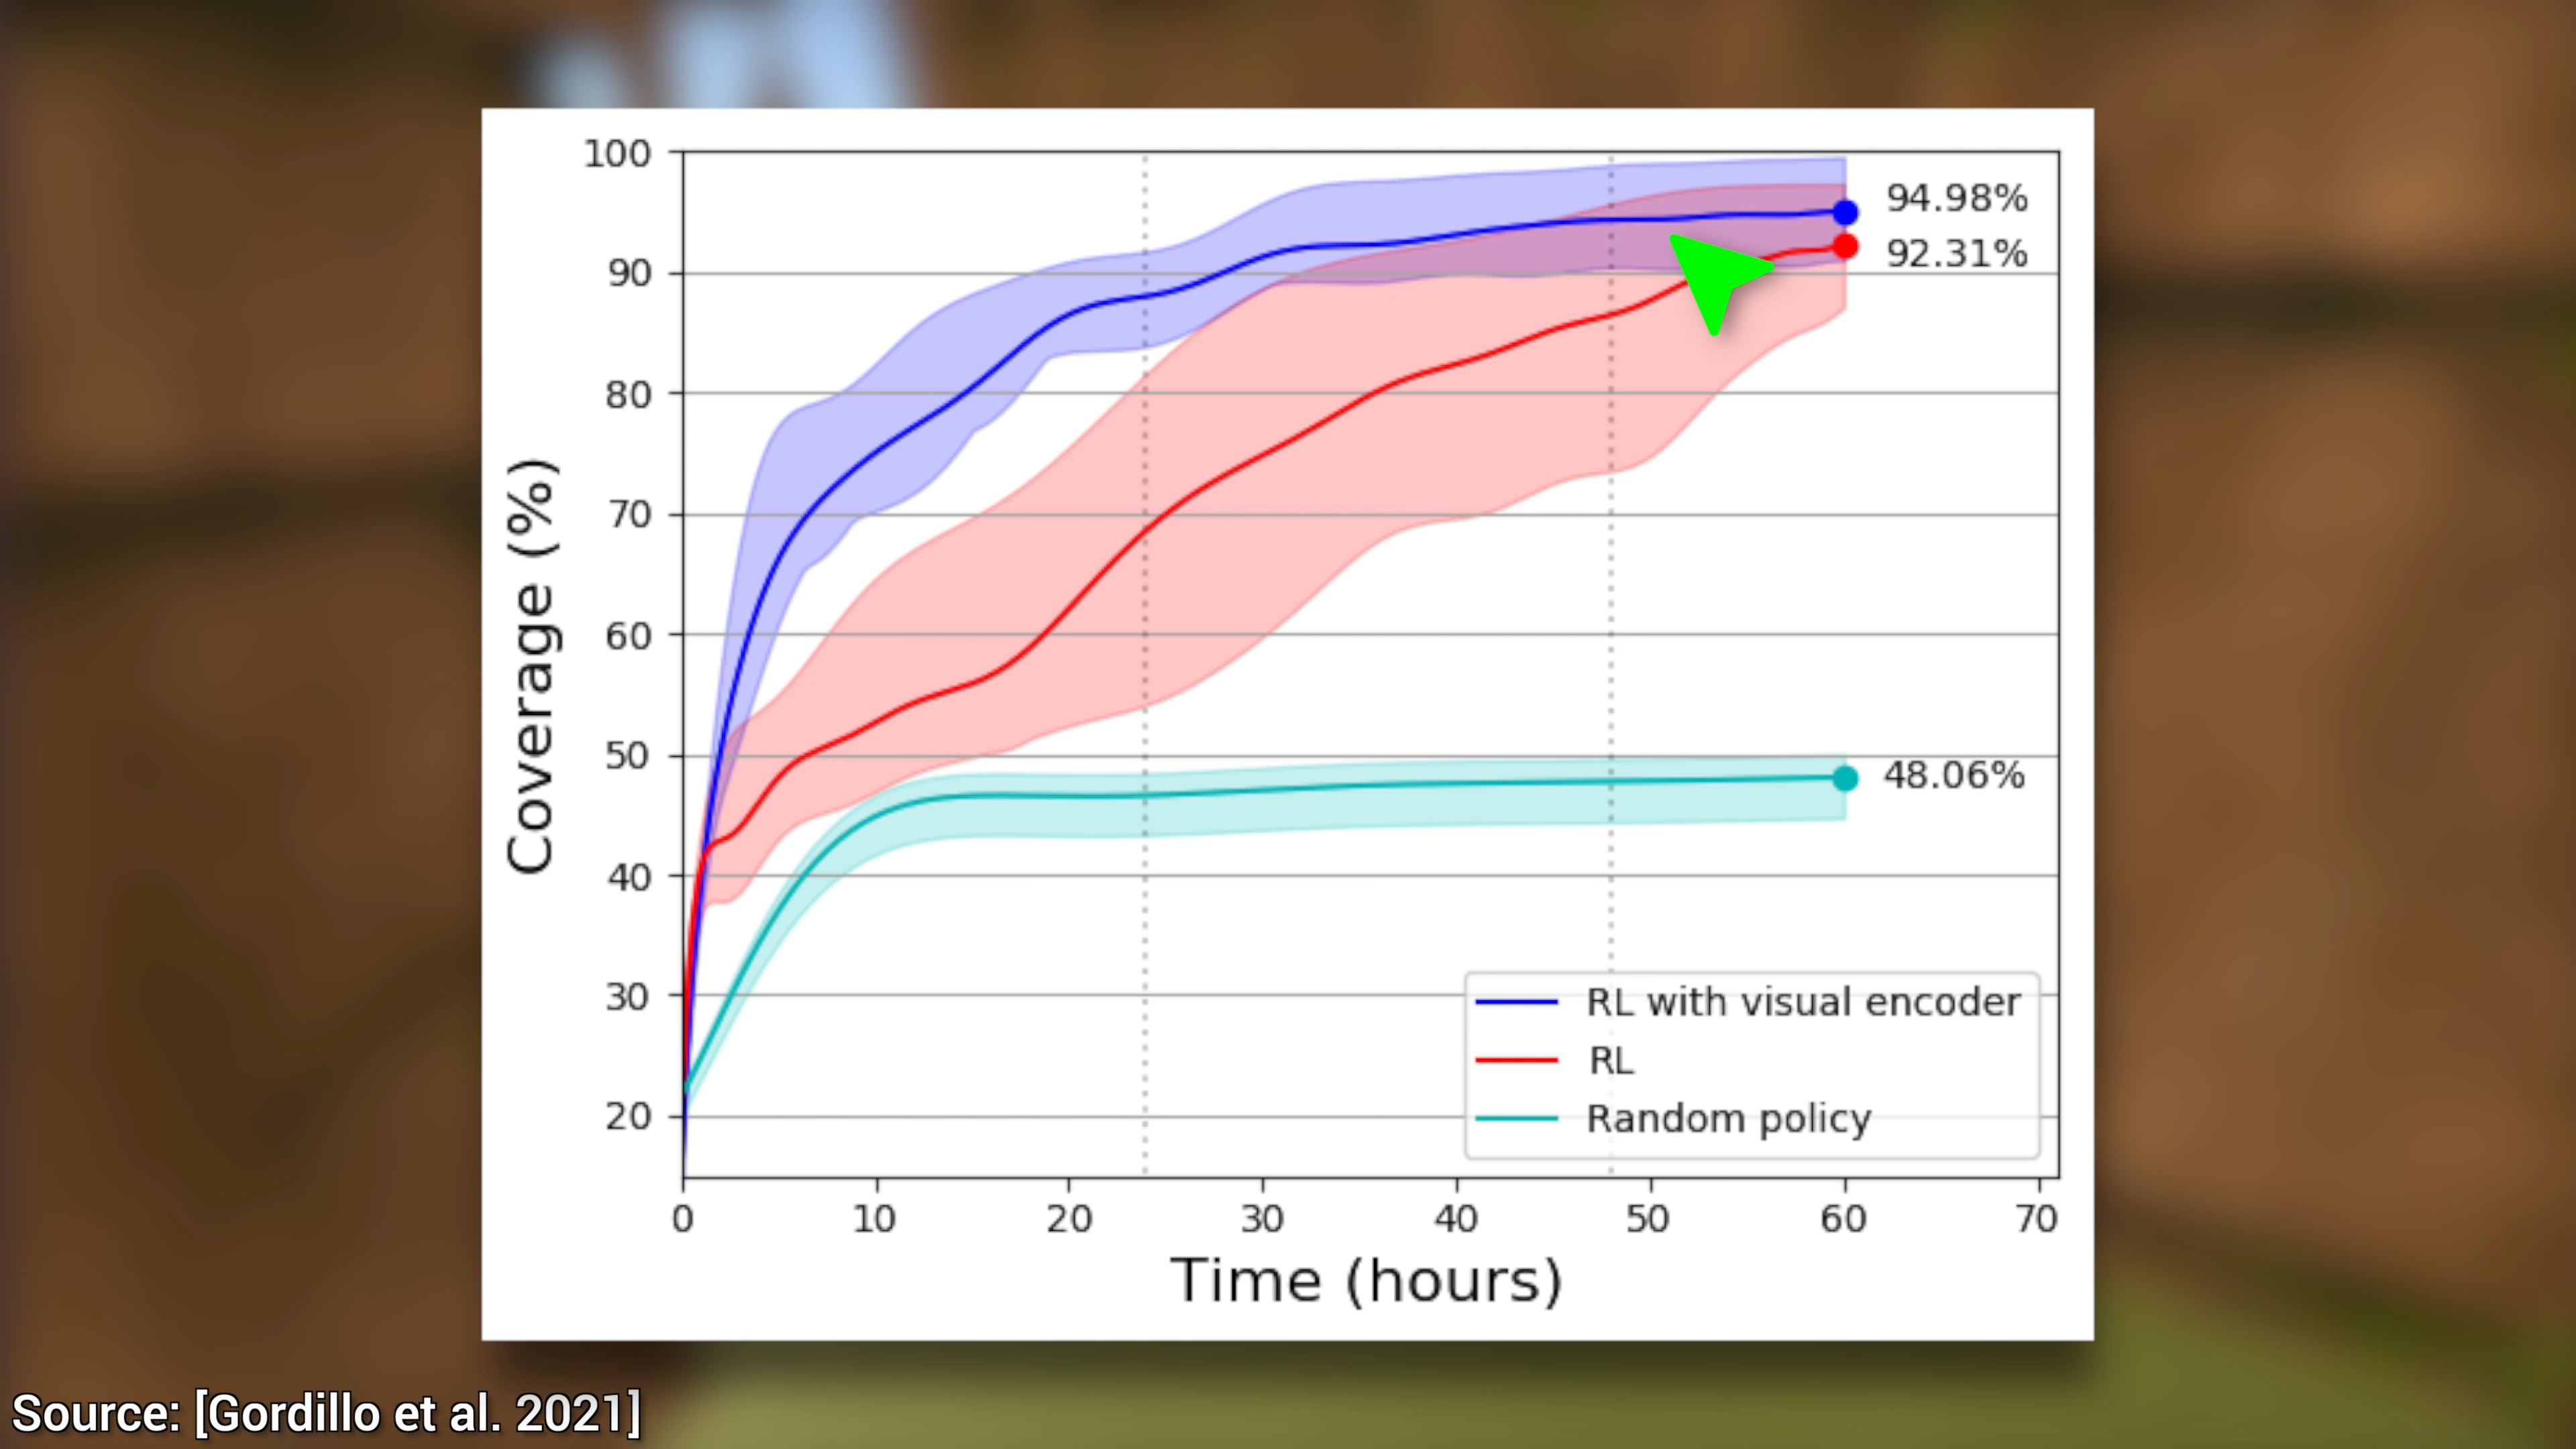 100
90
80
70
60
50
40
30
20
Coverage (%)
94.98%
92.31%
48.06%
RL with visual encoder
RL
Random policy
0 10 20 30 40 50 60 70
Time (hours)
Source: [Gordillo et al. 2021]